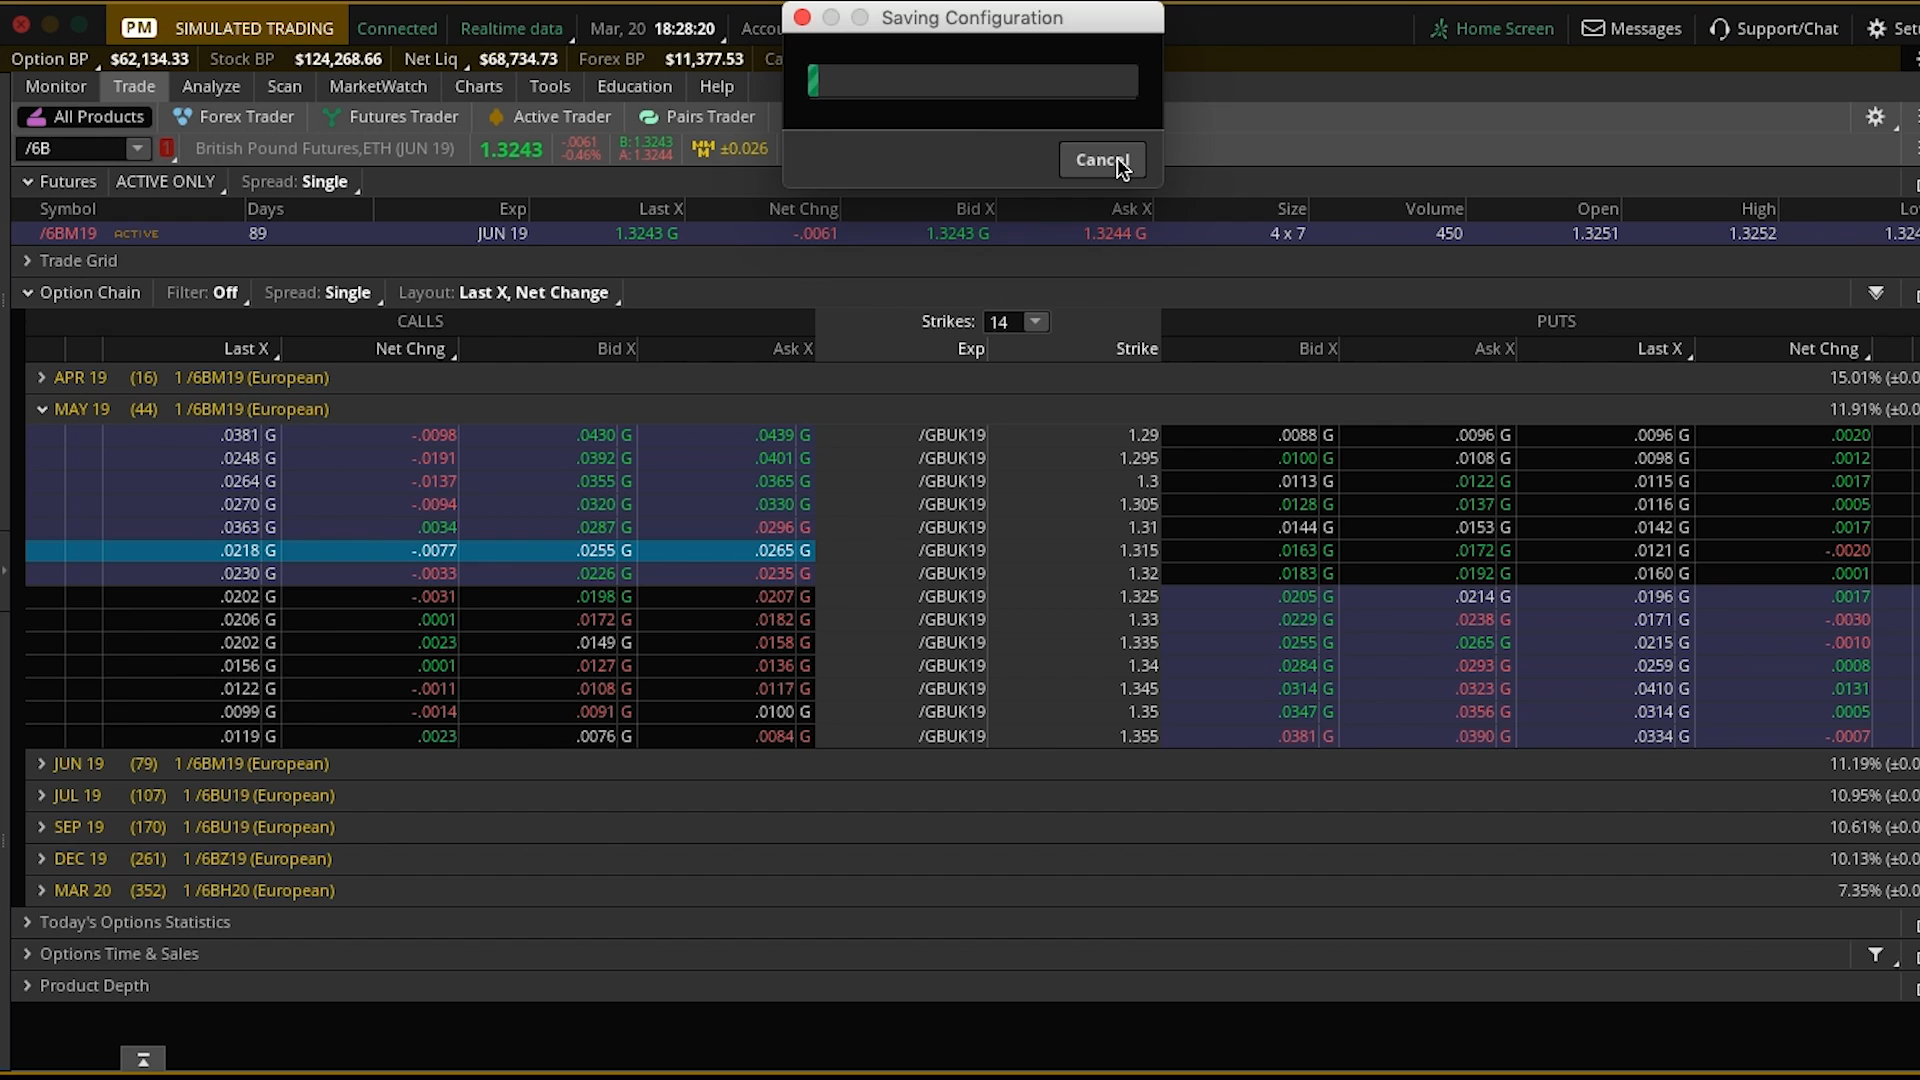 PM SIMULATED TRADING Connected Realtime data Mar, 20 18:28:20 Saving Configuration Home Screen Messages Support/Chat
Option BP $62,134.33 Stock BP $124,268.66 Net Liq $68,734.73 Forex BP $11,377.53
Monitor Trade Analyze Scan MarketWatch Charts Tools Education Help
All Products Forex Trader Futures Trader Active Trader Pairs Trader
/6B 1 British Pound Futures,ETH (JUN 19) 1.3243 -.0061 -0.46% B: 1.3243 A: 1.3244 MMM ±0.026 Cancel
Futures ACTIVE ONLY Spread: Single
Symbol Days Exp Last X Net Chng Bid X Ask X Size Volume Open High
/6BM19 ACTIVE 89 JUN 19 1.3243 G -.0061 1.3243 G 1.3244 G 4 x 7 450 1.3251 1.3252 1.324
Trade Grid
Option Chain Filter: Off Spread: Single Layout: Last X, Net Change
CALLS Strikes: 14 PUTS
Last X Net Chng Bid X Ask X Exp Strike Bid X Ask X Last X Net Chng
APR 19 (16) 1 /6BM19 (European) 15.01% (±0.0
MAY 19 (44) 1 /6BM19 (European) 11.91% (±0.0
.0381 G -.0098 .0430 G .0439 G /GBUK19 1.29 .0088 G .0096 G .0096 G .0020
.0248 G -.0191 .0392 G .0401 G /GBUK19 1.295 .0100 G .0108 G .0098 G .0012
.0264 G -.0137 .0355 G .0365 G /GBUK19 1.3 .0113 G .0122 G .0115 G .0017
.0270 G -.0094 .0320 G .0330 G /GBUK19 1.305 .0128 G .0137 G .0116 G .0005
.0363 G .0034 .0287 G .0296 G /GBUK19 1.31 .0144 G .0153 G .0142 G .0017
.0218 G -.0077 .0255 G .0265 G /GBUK19 1.315 .0163 G .0172 G .0121 G -.0020
.0230 G -.0033 .0226 G .0235 G /GBUK19 1.32 .0183 G .0192 G .0160 G .0001
.0202 G -.0031 .0198 G .0207 G /GBUK19 1.325 .0205 G .0214 G .0196 G .0017
.0206 G .0001 .0172 G .0182 G /GBUK19 1.33 .0229 G .0238 G .0171 G -.0030
.0202 G .0023 .0149 G .0158 G /GBUK19 1.335 .0255 G .0265 G .0215 G -.0010
.0156 G .0001 .0127 G .0136 G /GBUK19 1.34 .0284 G .0293 G .0259 G .0008
.0122 G -.0011 .0108 G .0117 G /GBUK19 1.345 .0314 G .0323 G .0410 G .0131
.0099 G -.0014 .0091 G .0100 G /GBUK19 1.35 .0347 G .0356 G .0314 G .0005
.0119 G .0023 .0076 G .0084 G /GBUK19 1.355 .0381 G .0390 G .0334 G -.0007
JUN 19 (79) 1 /6BM19 (European) 11.19% (±0.0
JUL 19 (107) 1 /6BU19 (European) 10.95% (±0.0
SEP 19 (170) 1 /6BU19 (European) 10.61% (±0.0
DEC 19 (261) 1 /6BZ19 (European) 10.13% (±0.0
MAR 20 (352) 1 /6BH20 (European) 7.35% (±0.0
Today's Options Statistics
Options Time & Sales
Product Depth